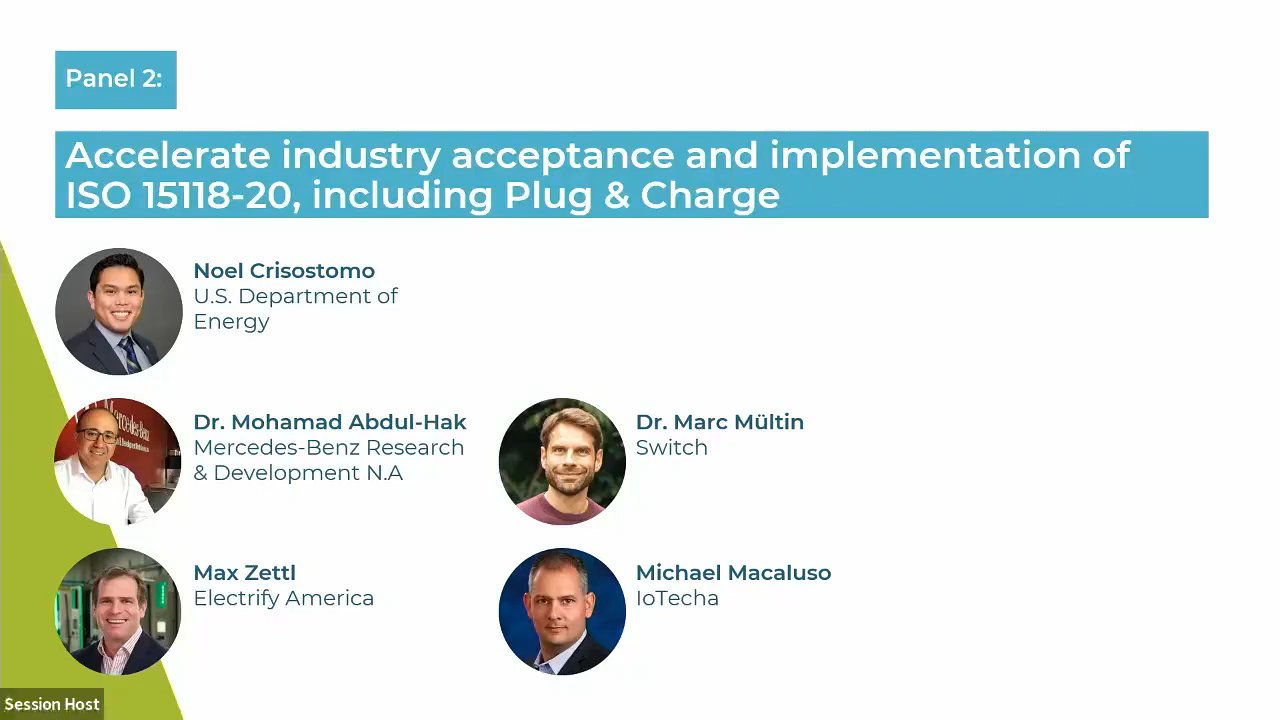 Panel 2:
Accelerate industry acceptance and implementation of
ISO 15118-20, including Plug & Charge
Noel Crisostomo
U.S. Department of
Energy
Dr. Mohamad Abdul-Hak
Mercedes-Benz Research
& Development N.A
Dr. Marc Mültin
Switch
Max Zettl
Electrify America
Michael Macaluso
IoTecha
Session Host